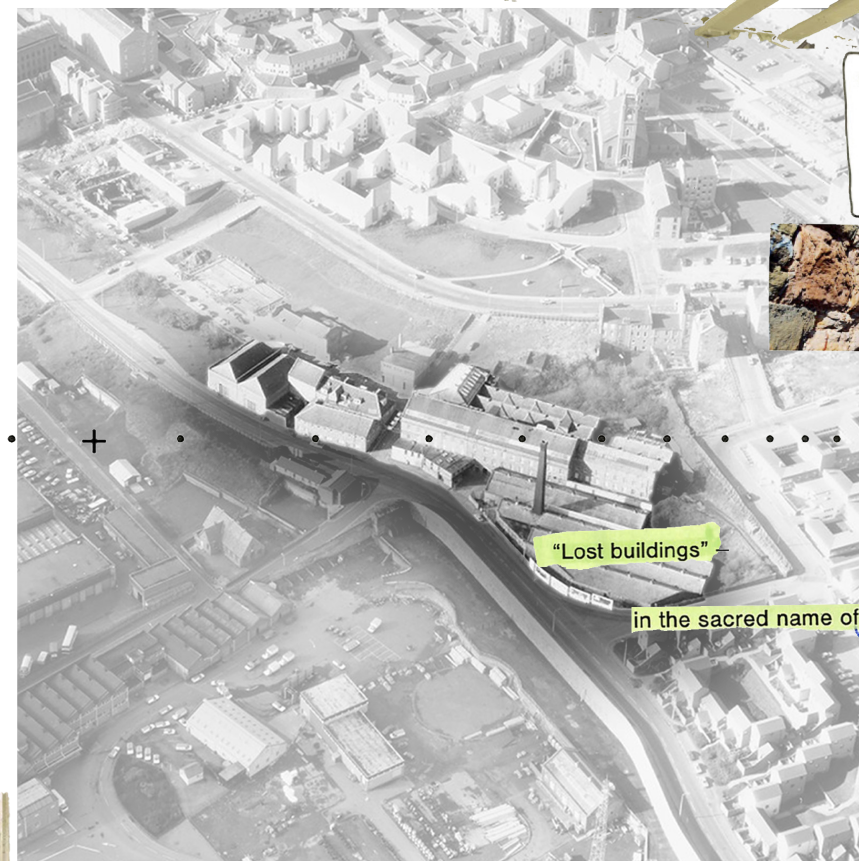 “Lost buildings” —
in the sacred name of